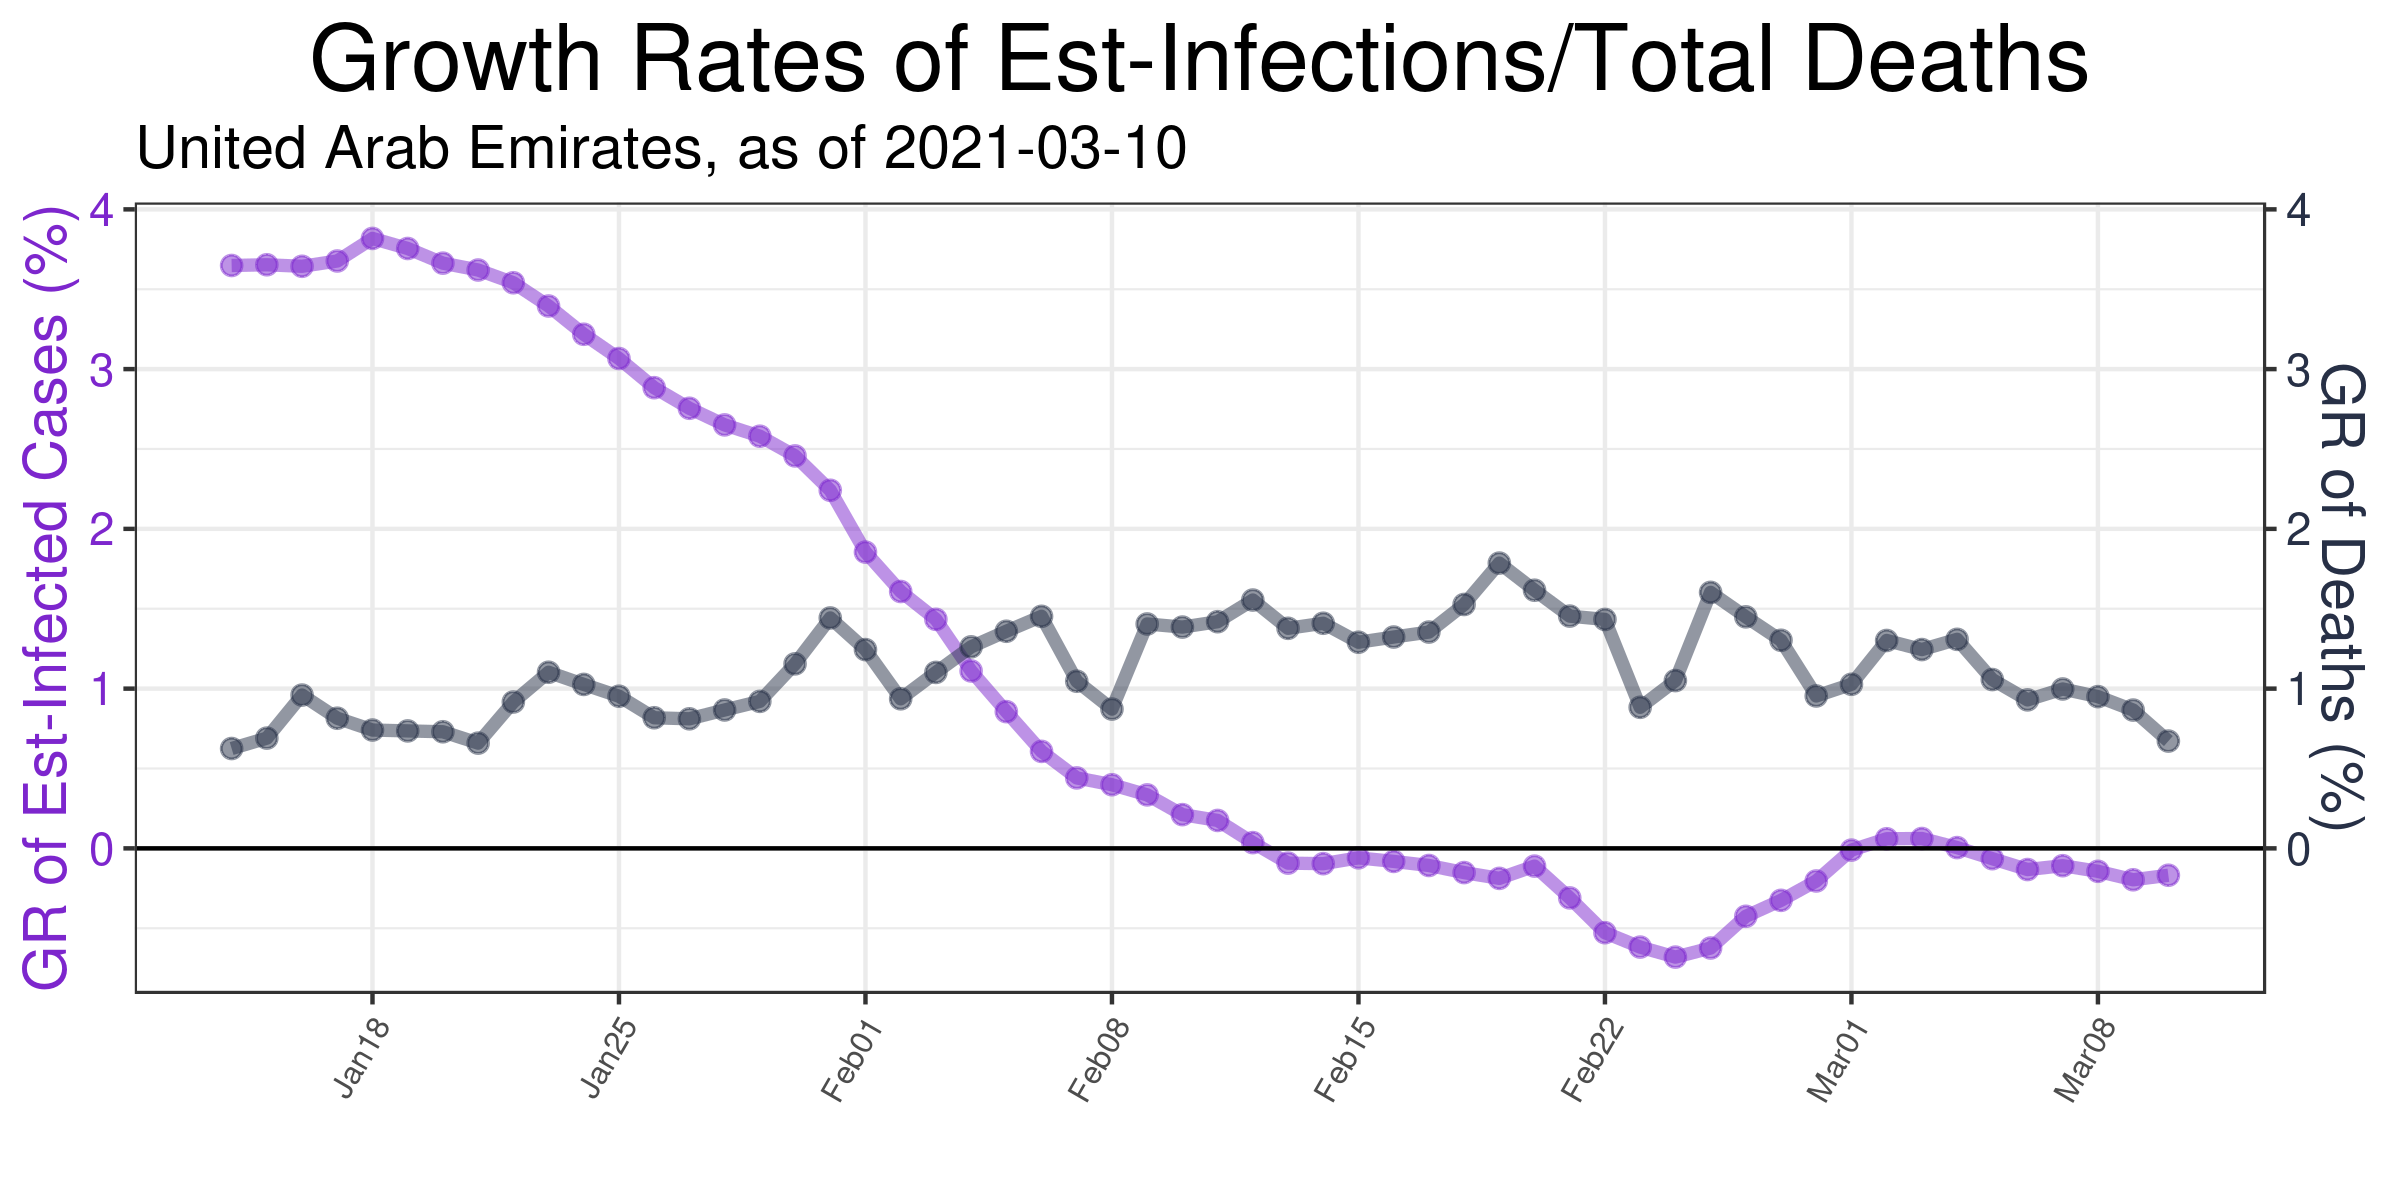 Growth Rates of Est-Infections/Total Deaths
United Arab Emirates, as of 2021-03-10
GR of Est-Infected Cases (%)
4
3
2
1
0
4
3
2
1
0
GR of Deaths (%)
Jan18
Jan25
Feb01
Feb08
Feb15
Feb22
Mar01
Mar08